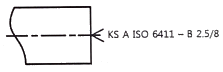 KS A ISO 6411 – B 2.5/8